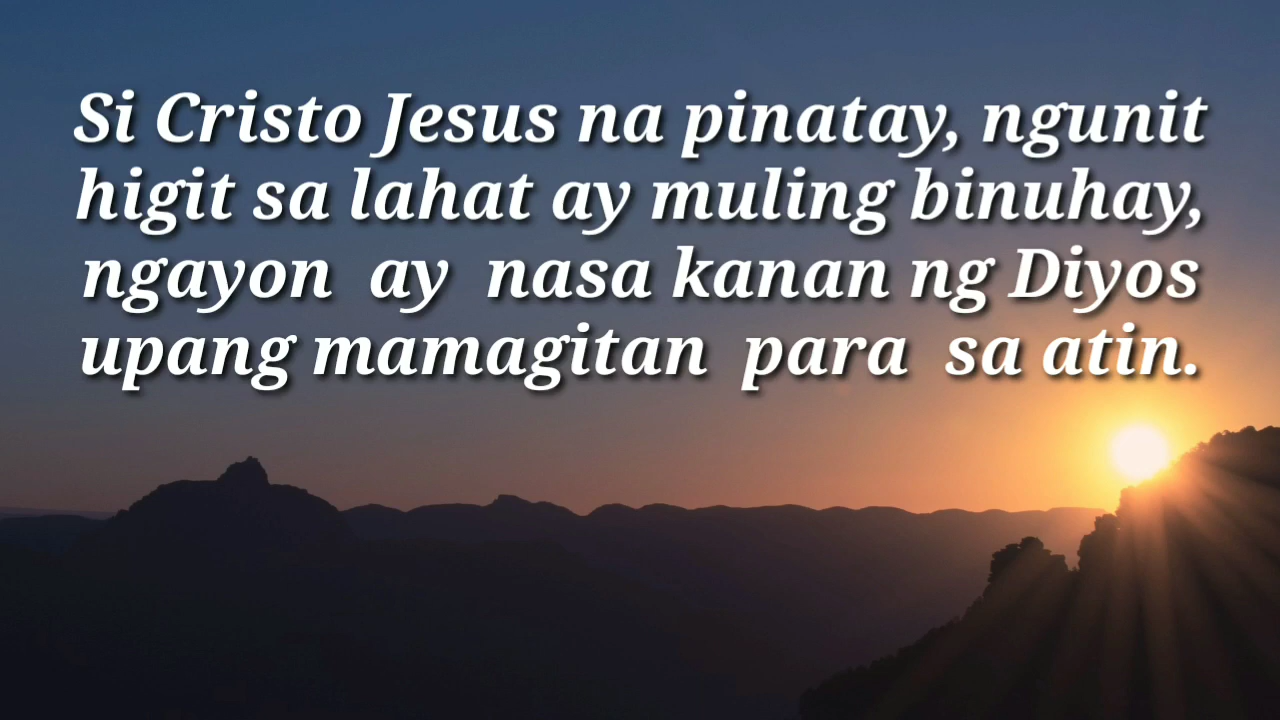 Si Cristo Jesus na pinatay, ngunit
higit sa lahat ay muling binuhay,
ngayon ay nasa kanan ng Diyos
upang mamagitan para sa atin.